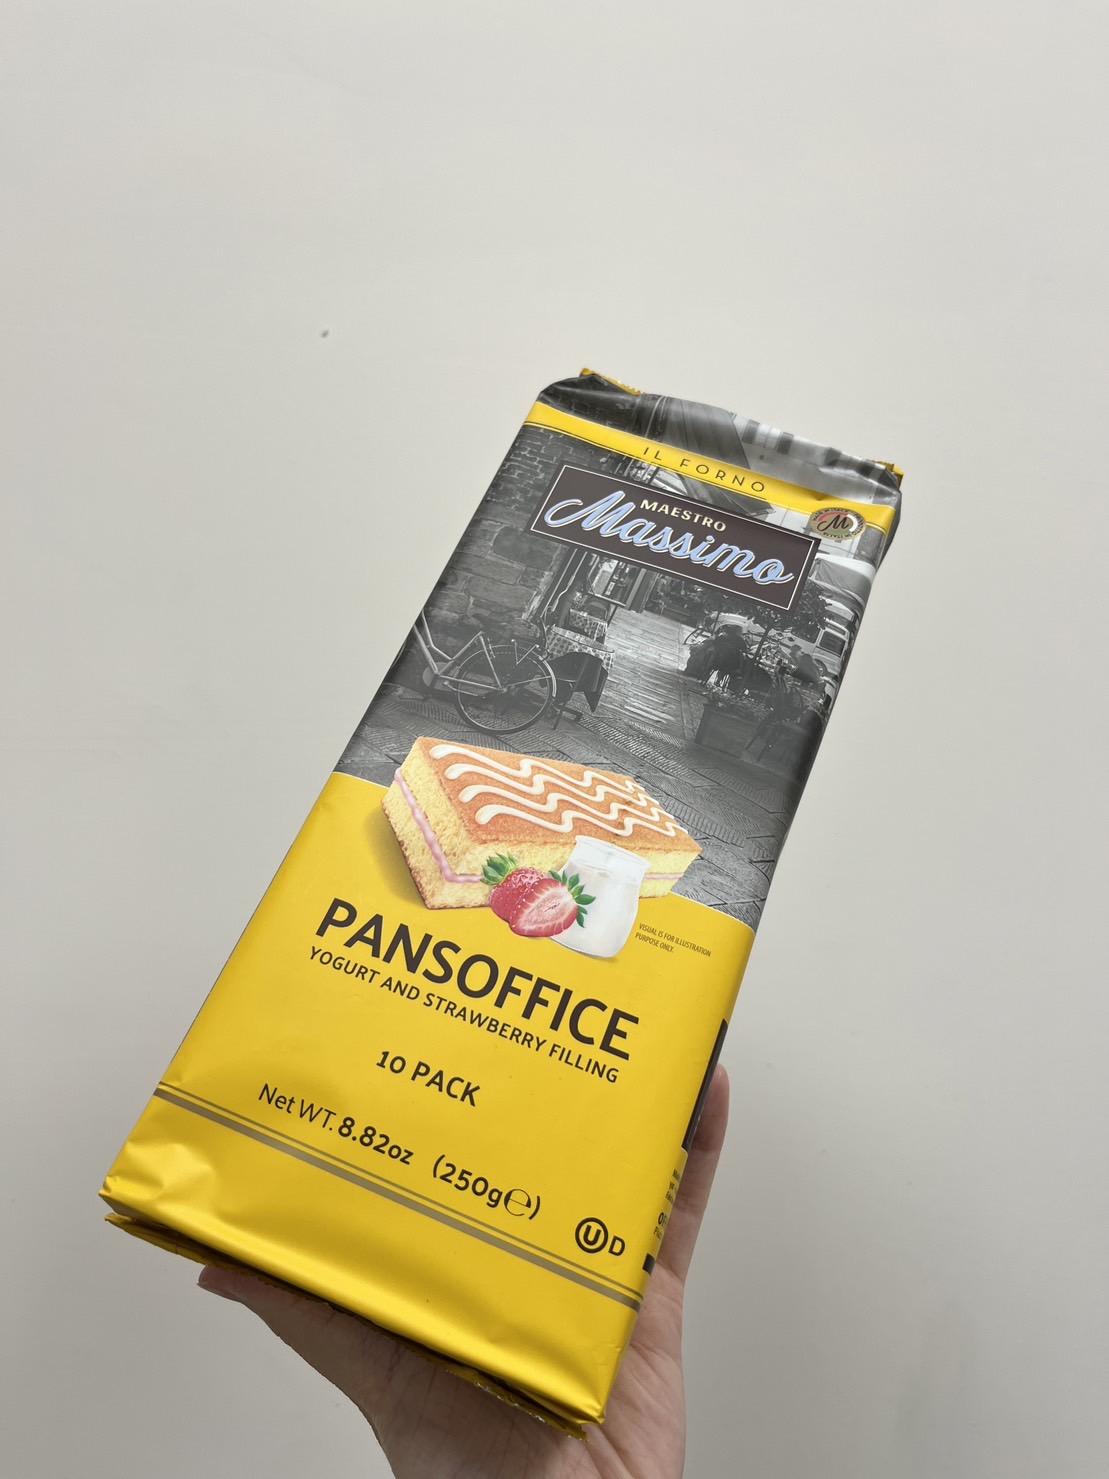 IL FORNO
MAESTRO
Massimo
M
VISUAL IS FOR ILLUSTRATION
PURPOSE ONLY.
PANSOFFICE
YOGURT AND STRAWBERRY FILLING
10 PACK
Net WT. 8.82oz (250g℮)
U D